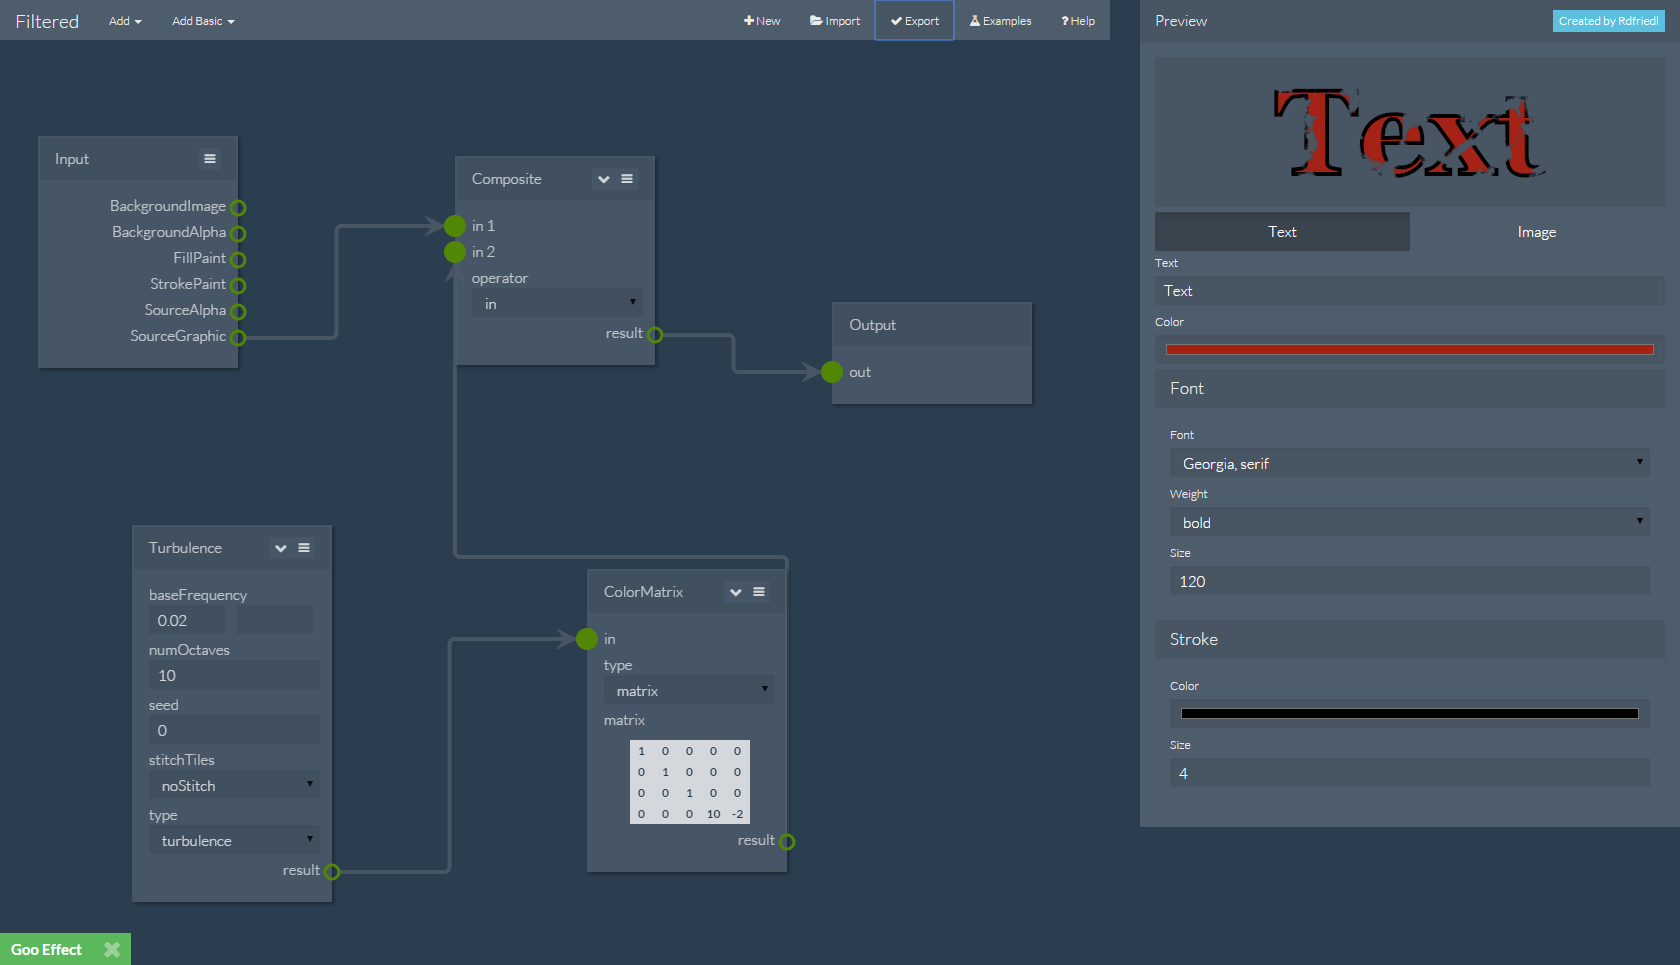 Filtered Add Add Basic New Import Export Examples Help
Preview Created by Rdfriedl
Text
Text Image
Text
Text
Color
Font
Font
Georgia, serif
Weight
bold
Size
120
Stroke
Color
Size
4
Input
BackgroundImage
BackgroundAlpha
FillPaint
StrokePaint
SourceAlpha
SourceGraphic
Composite
in 1
in 2
operator
in
result
Output
out
Turbulence
baseFrequency
0.02
numOctaves
10
seed
0
stitchTiles
noStitch
type
turbulence
result
ColorMatrix
in
type
matrix
matrix
1 0 0 0 0
0 1 0 0 0
0 0 1 0 0
0 0 0 10 -2
result
Goo Effect